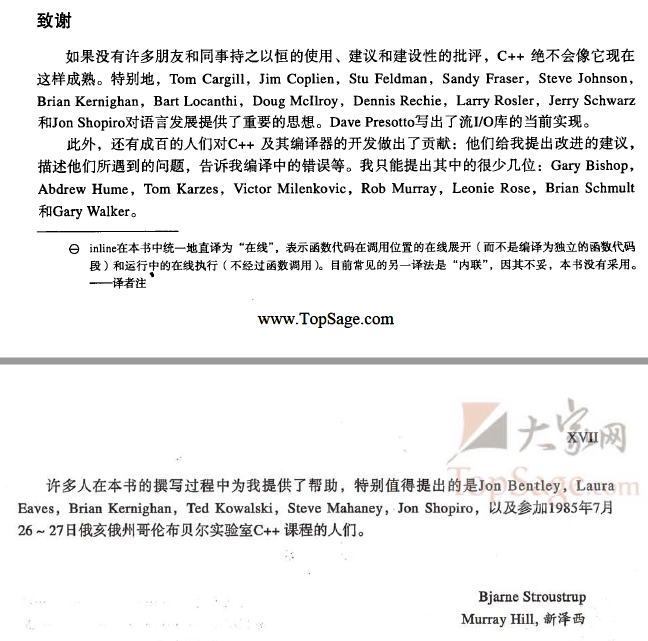 致谢
如果没有许多朋友和同事持之以恒的使用、建议和建设性的批评，C++ 绝不会像它现在
这样成熟。特别地，Tom Cargill，Jim Coplien，Stu Feldman，Sandy Fraser，Steve Johnson，
Brian Kernighan，Bart Locanthi，Doug McIlroy，Dennis Rechie，Larry Rosler，Jerry Schwarz
和Jon Shopiro对语言发展提供了重要的思想。Dave Presotto写出了流I/O库的当前实现。
此外，还有成百的人们对C++ 及其编译器的开发做出了贡献：他们给我提出改进的建议，
描述他们所遇到的问题，告诉我编译中的错误等。我只能提出其中的很少几位：Gary Bishop，
Abdrew Hume，Tom Karzes，Victor Milenkovic，Rob Murray，Leonie Rose，Brian Schmult
和Gary Walker。
⊖ inline在本书中统一地直译为“在线”，表示函数代码在调用位置的在线展开（而不是编译为独立的函数代码
段）和运行中的在线执行（不经过函数调用）。目前常见的另一译法是“内联”，因其不妥，本书没有采用。
——译者注
www.TopSage.com
大家网
XVII
TopSage.com
许多人在本书的撰写过程中为我提供了帮助，特别值得提出的是Jon Bentley，Laura
Eaves，Brian Kernighan，Ted Kowalski，Steve Mahaney，Jon Shopiro，以及参加1985年7月
26～27日俄亥俄州哥伦布贝尔实验室C++ 课程的人们。
Bjarne Stroustrup
Murray Hill, 新泽西